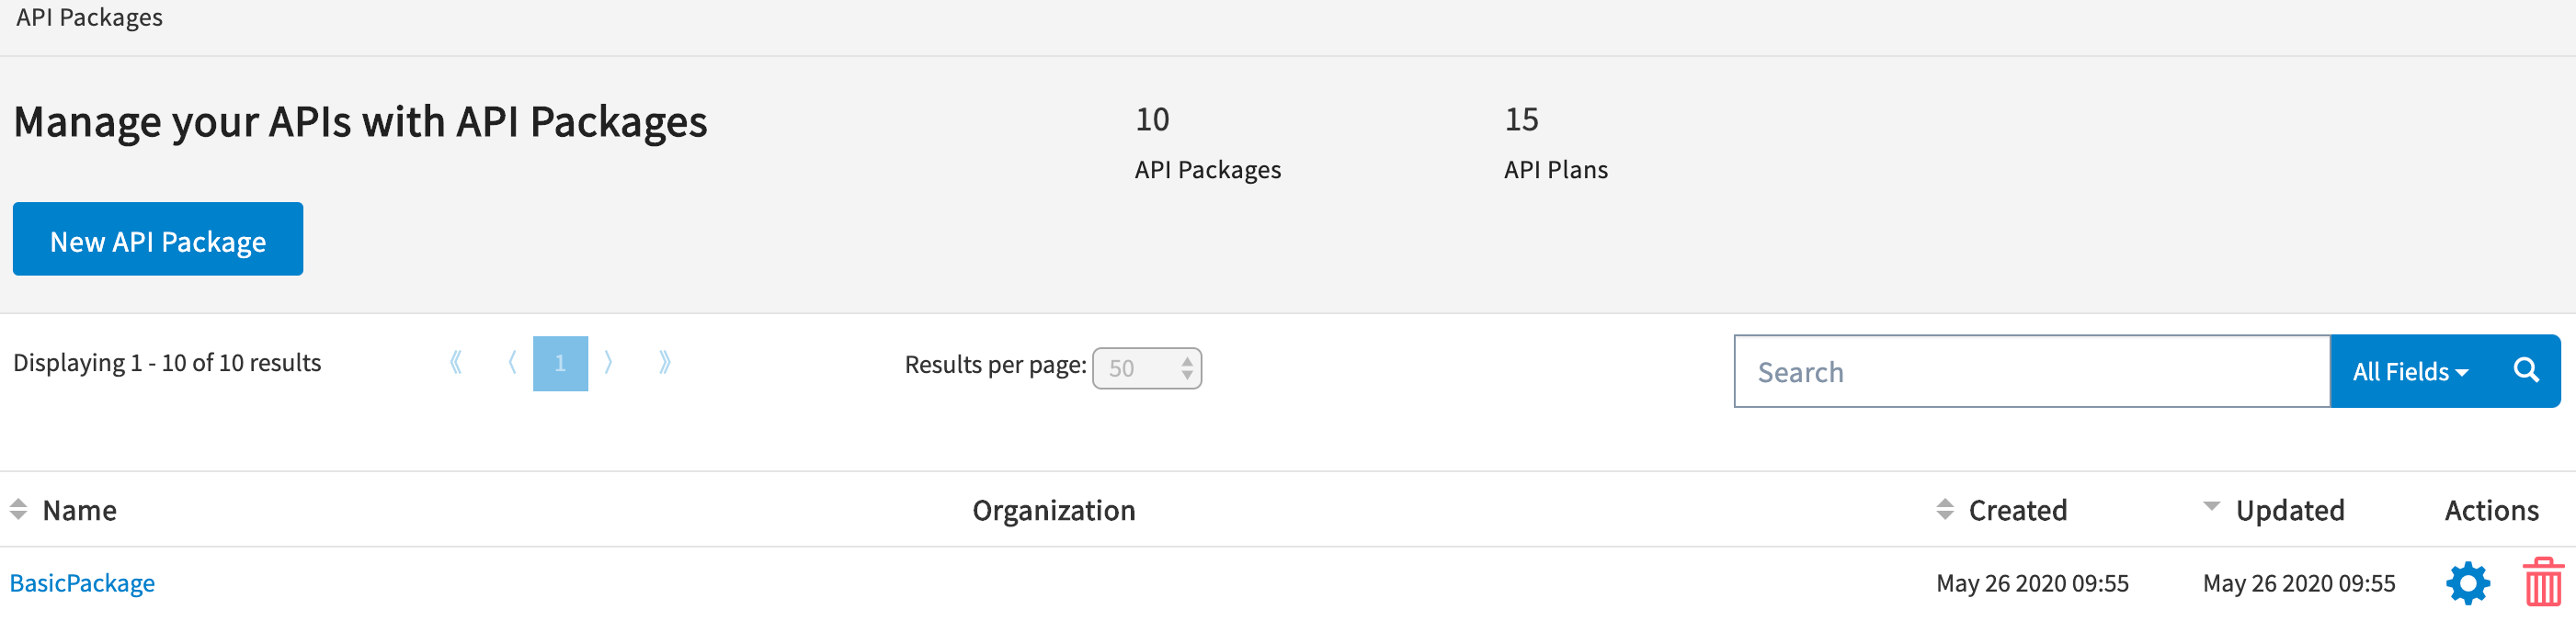 API Packages
Manage your APIs with API Packages
10
API Packages
15
API Plans
New API Package
Displaying 1 - 10 of 10 results
1
Results per page: 50
Search
All Fields
Name Organization Created Updated Actions
BasicPackage May 26 2020 09:55 May 26 2020 09:55